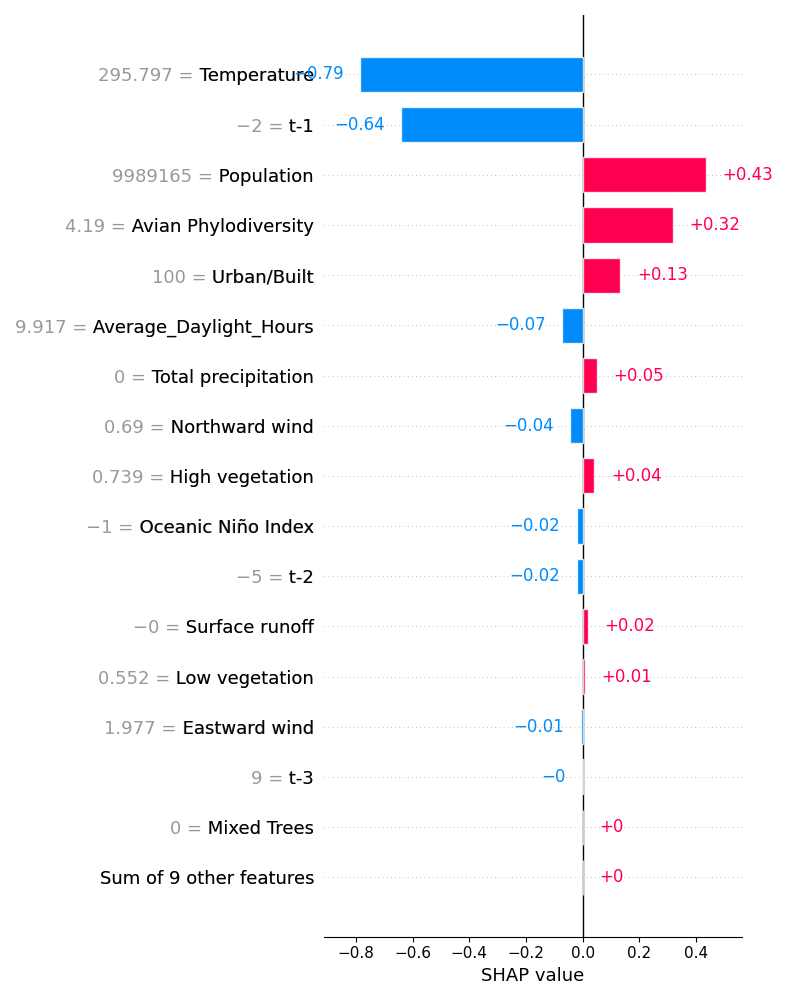 295.797 = Temperature −0.79
−2 = t-1 −0.64
9989165 = Population +0.43
4.19 = Avian Phylodiversity +0.32
100 = Urban/Built +0.13
9.917 = Average_Daylight_Hours −0.07
0 = Total precipitation +0.05
0.69 = Northward wind −0.04
0.739 = High vegetation +0.04
−1 = Oceanic Niño Index −0.02
−5 = t-2 −0.02
−0 = Surface runoff +0.02
0.552 = Low vegetation +0.01
1.977 = Eastward wind −0.01
9 = t-3 −0
0 = Mixed Trees +0
Sum of 9 other features +0
−0.8 −0.6 −0.4 −0.2 0.0 0.2 0.4
SHAP value